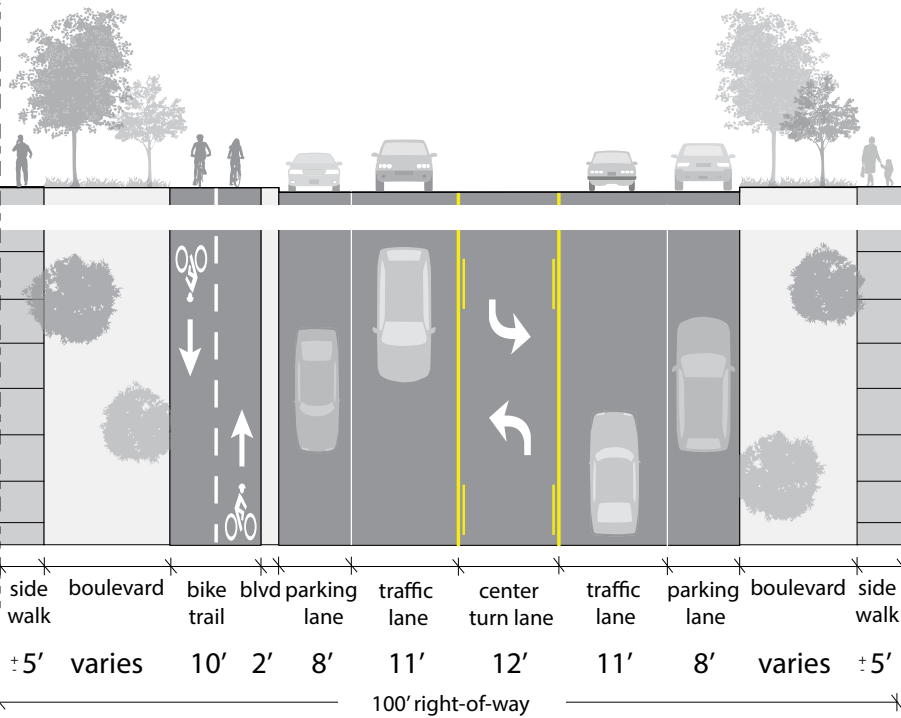 side walk boulevard bike trail blvd parking lane traffic lane center turn lane traffic lane parking lane boulevard side walk
±5′ varies 10′ 2′ 8′ 11′ 12′ 11′ 8′ varies ±5′
100′ right-of-way